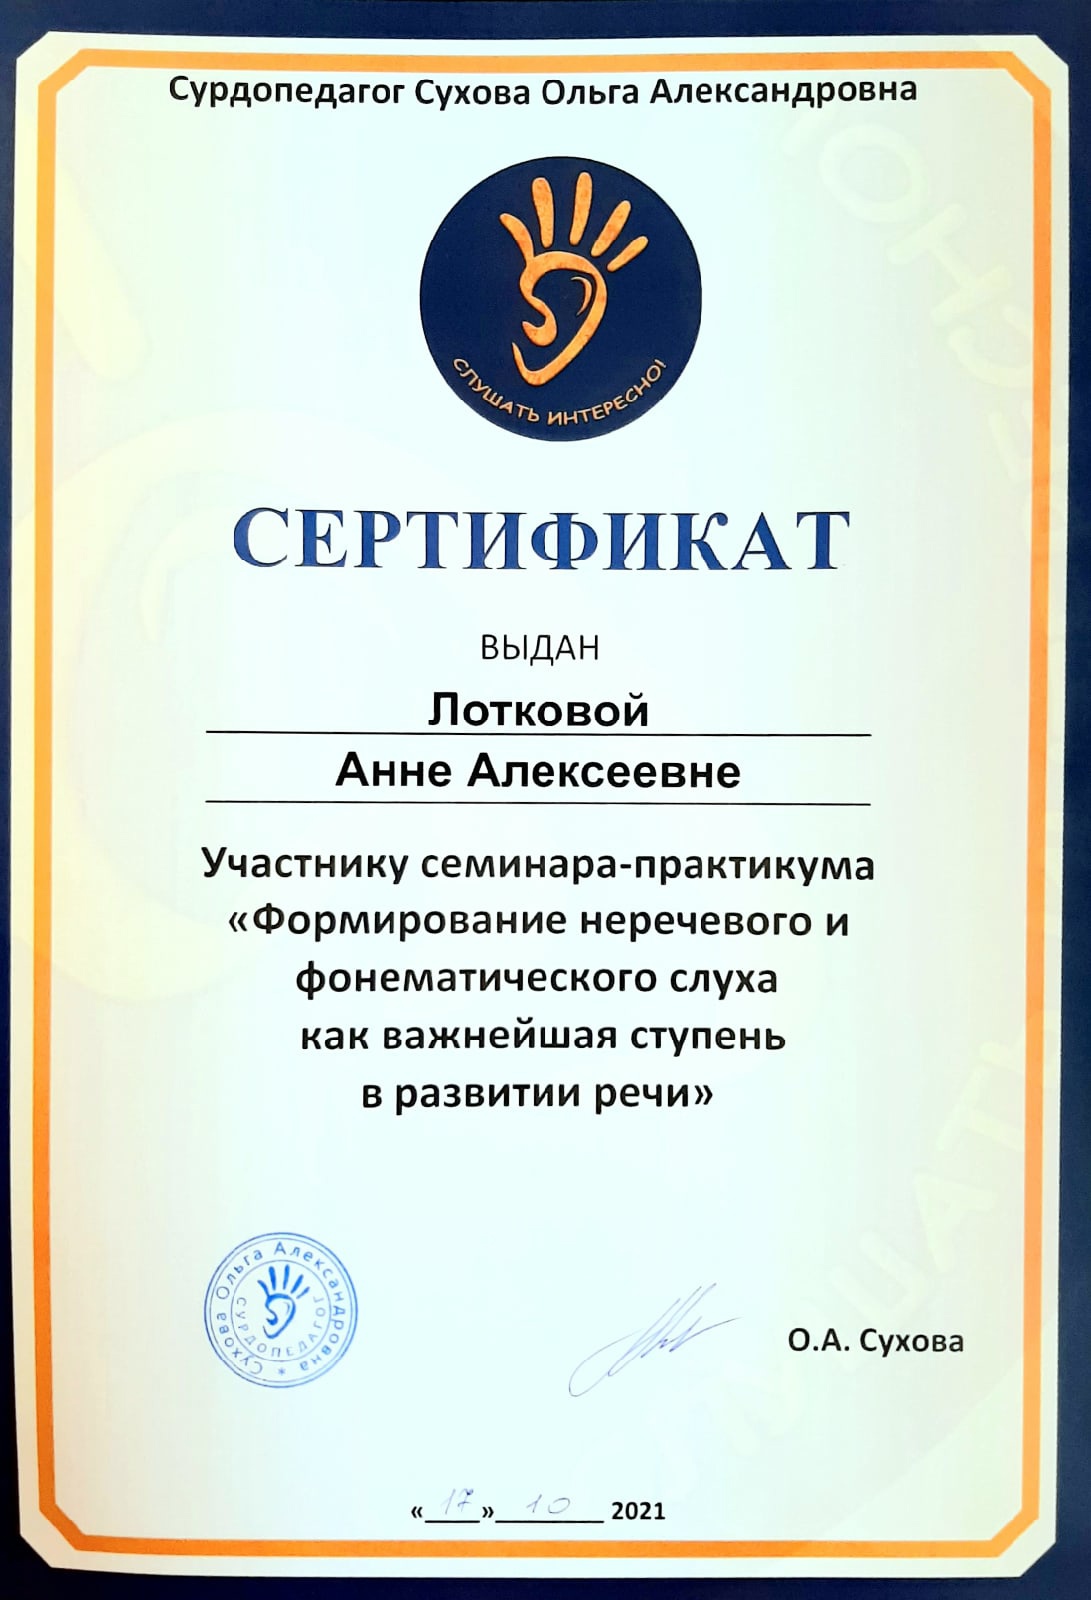 Сурдопедагог Сухова Ольга Александровна
СЛУШАТЬ ИНТЕРЕСНО!
СЕРТИФИКАТ
ВЫДАН
Лотковой
Анне Алексеевне
Участнику семинара-практикума
«Формирование неречевого и
фонематического слуха
как важнейшая ступень
в развитии речи»
Сухова Ольга Александровна *
СУРДОПЕДАГОГ
О.А. Сухова
«17» 10 2021